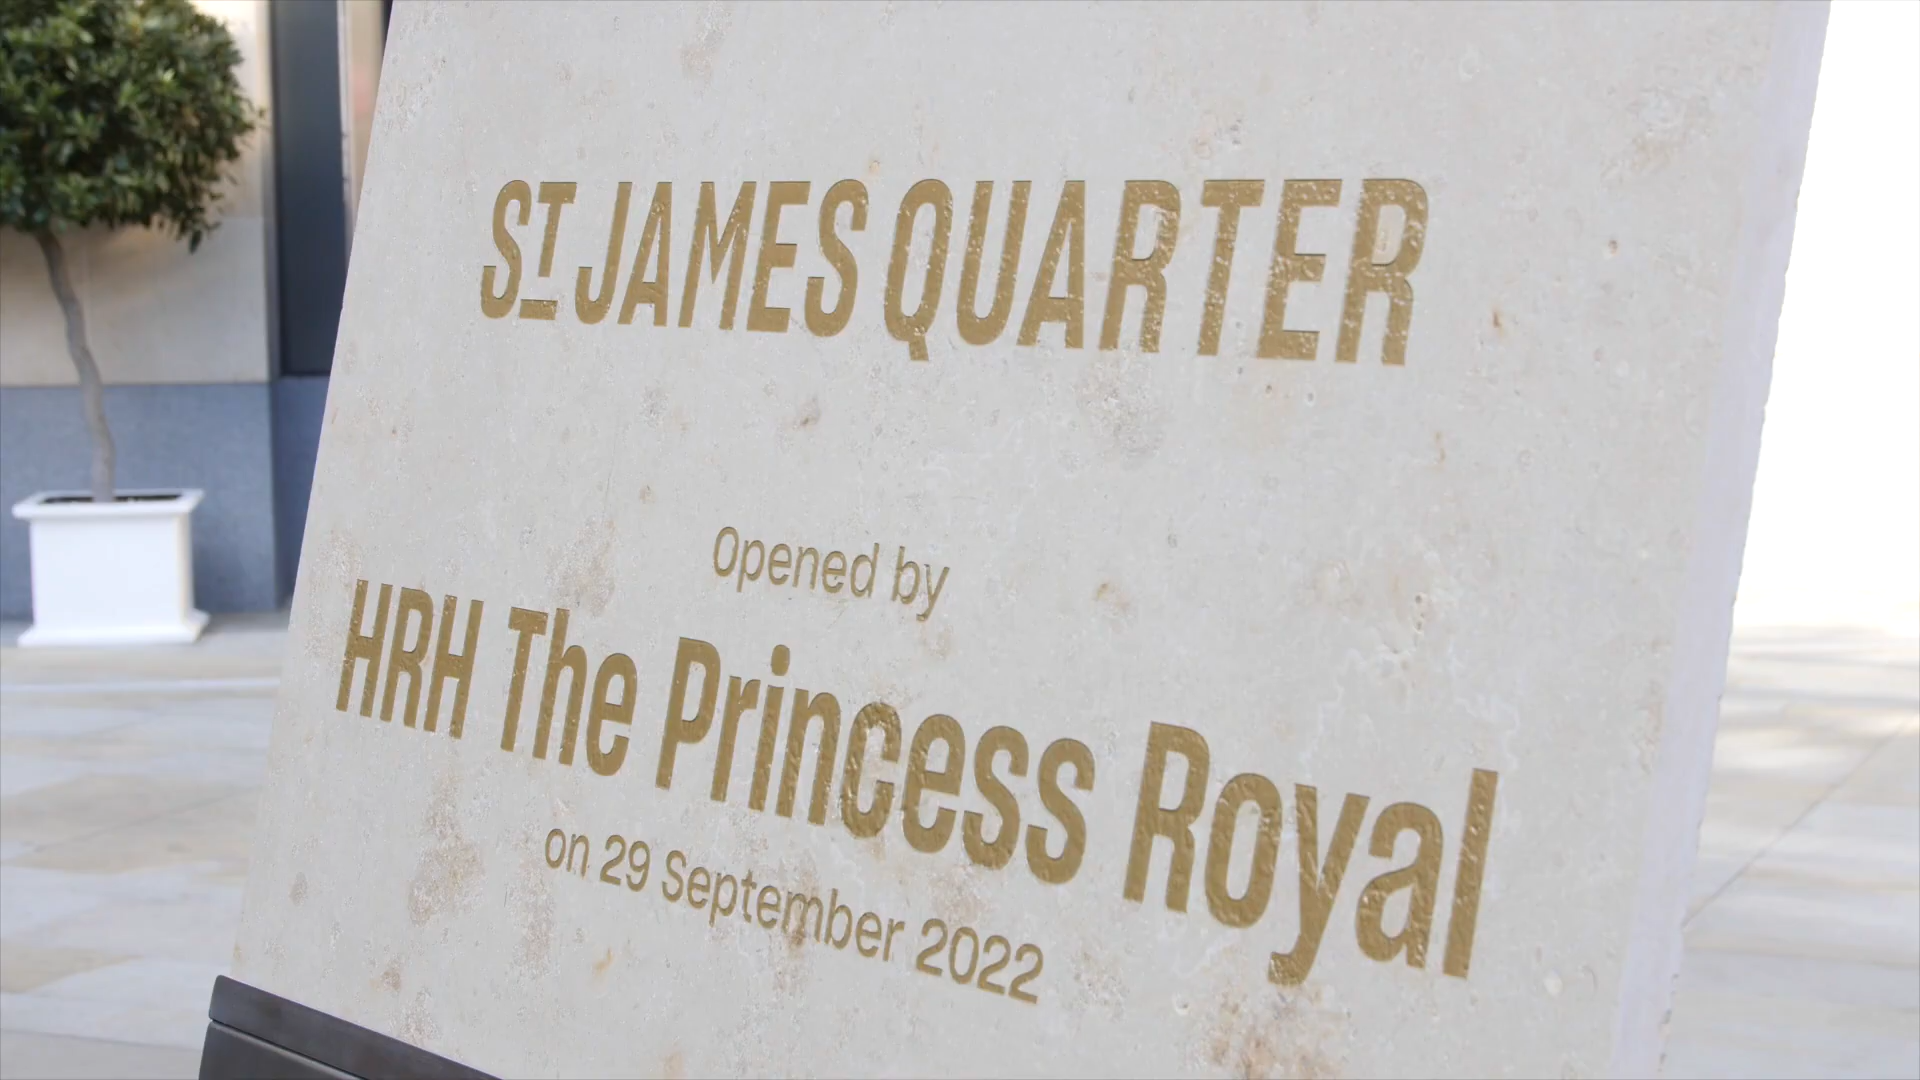 ST JAMES QUARTER
Opened by
HRH The Princess Royal
on 29 September 2022